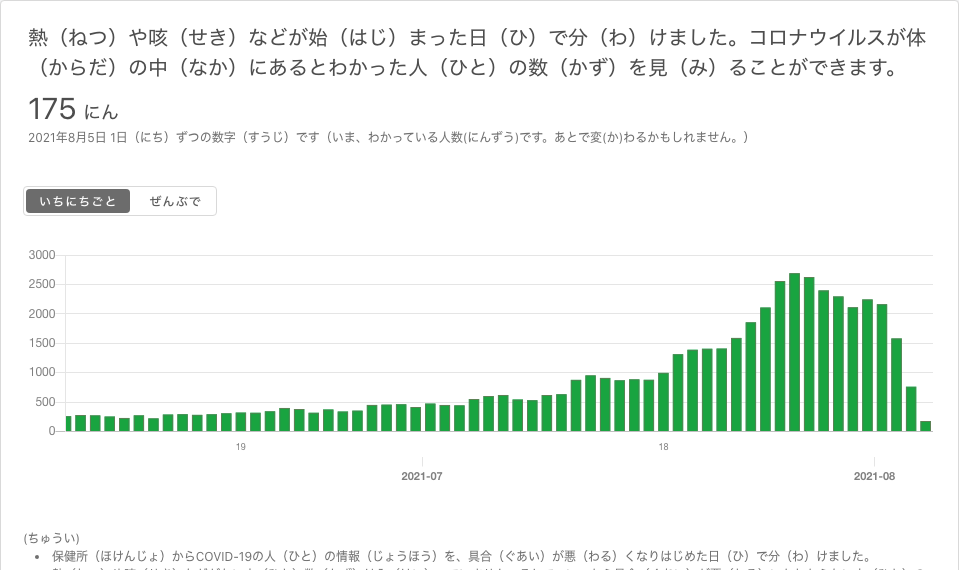 熱（ねつ）や咳（せき）などが始（はじ）まった日（ひ）で分（わ）けました。コロナウイルスが体
（からだ）の中（なか）にあるとわかった人（ひと）の数（かず）を見（み）ることができます。
175 にん
2021年8月5日 1日（にち）ずつの数字（すうじ）です（いま、わかっている人数(にんずう)です。あとで変(か)わるかもしれません。）
いちにちごと ぜんぶで
3000
2500
2000
1500
1000
500
0
19 18
2021-07 2021-08
(ちゅうい)
• 保健所（ほけんじょ）からCOVID-19の人（ひと）の情報（じょうほう）を、具合（ぐあい）が悪（わる）くなりはじめた日（ひ）で分（わ）けました。